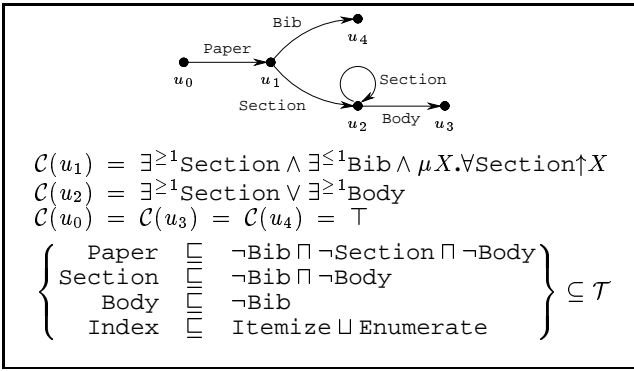 Bib
u₄
Paper
u₀ u₁
Section
Section
u₂ Body u₃
𝒞(u₁) = ∃≥¹Section ∧ ∃≤¹Bib ∧ μX.∀Section↑X
𝒞(u₂) = ∃≥¹Section ∨ ∃≥¹Body
𝒞(u₀) = 𝒞(u₃) = 𝒞(u₄) = ⊤
Paper ⊑ ¬Bib ⊓ ¬Section ⊓ ¬Body
Section ⊑ ¬Bib ⊓ ¬Body
Body ⊑ ¬Bib
Index ⊑ Itemize ⊔ Enumerate
⊆ 𝒯